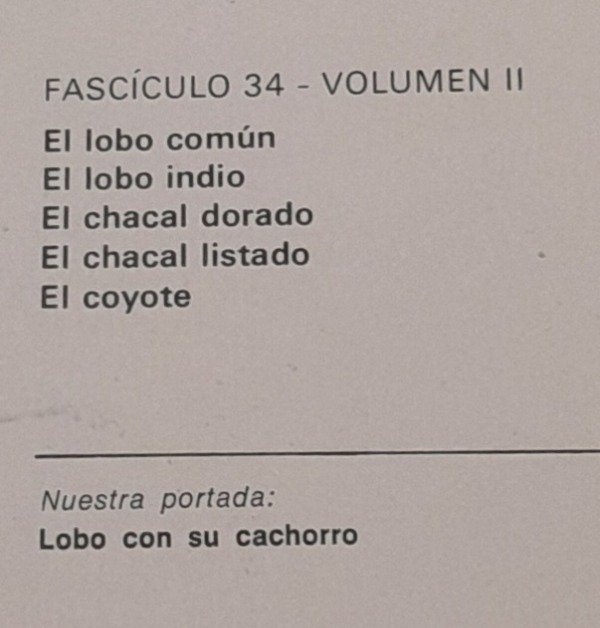 FASCÍCULO 34 - VOLUMEN II
El lobo común
El lobo indio
El chacal dorado
El chacal listado
El coyote
Nuestra portada:
Lobo con su cachorro